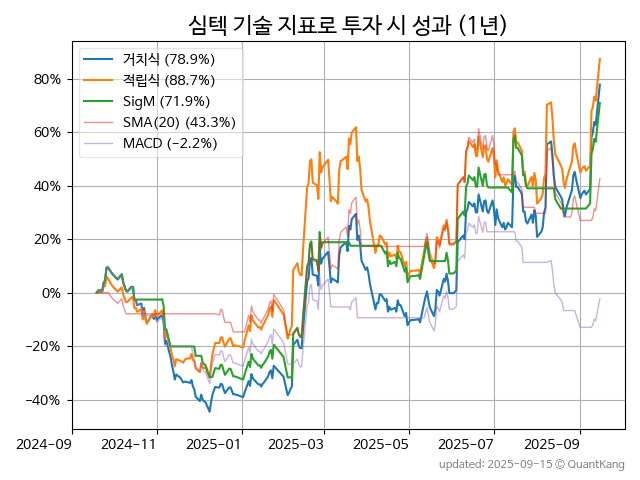 심텍 기술 지표로 투자 시 성과 (1년)
거치식 (78.9%)
적립식 (88.7%)
SigM (71.9%)
SMA(20) (43.3%)
MACD (−2.2%)
80%
60%
40%
20%
0%
−20%
−40%
2024-09
2024-11
2025-01
2025-03
2025-05
2025-07
2025-09
updated: 2025-09-15 © QuantKang